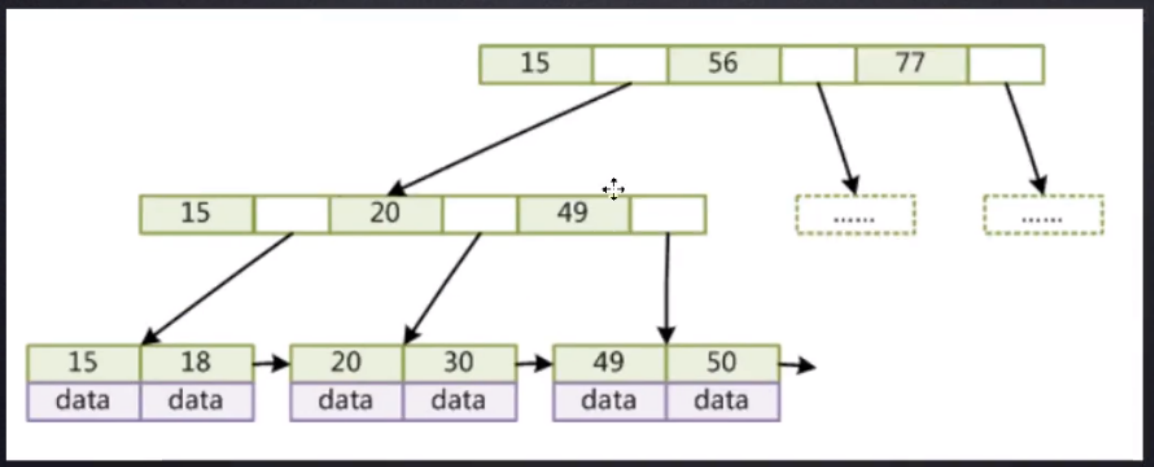 15 56 77
15 20 49 ...... ......
15 18 20 30 49 50
data data data data data data